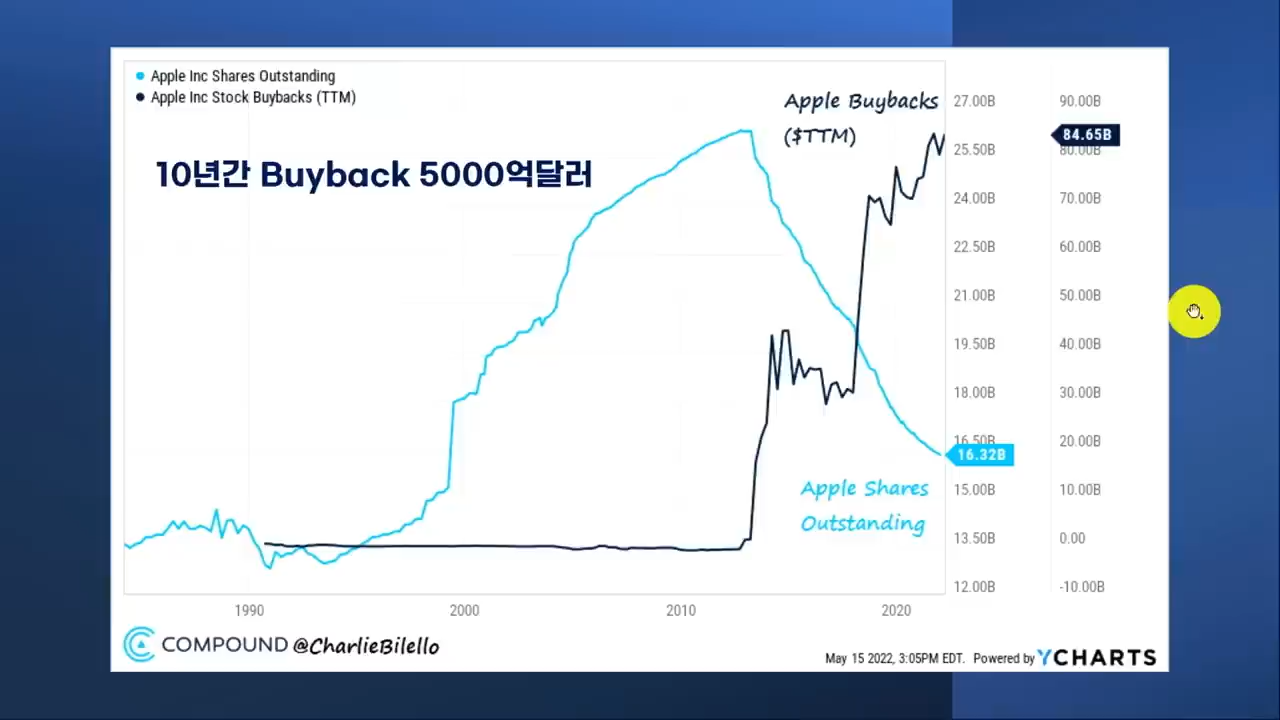 Apple Inc Shares Outstanding
Apple Inc Stock Buybacks (TTM)
10년간 Buyback 5000억달러
Apple Buybacks
($TTM)
27.00B
25.50B
24.00B
22.50B
21.00B
19.50B
18.00B
16.50B
16.32B
15.00B
13.50B
12.00B
90.00B
84.65B
80.00B
70.00B
60.00B
50.00B
40.00B
30.00B
20.00B
10.00B
0.00
-10.00B
Apple Shares
Outstanding
1990 2000 2010 2020
COMPOUND @CharlieBilello
May 15 2022, 3:05PM EDT. Powered by YCHARTS